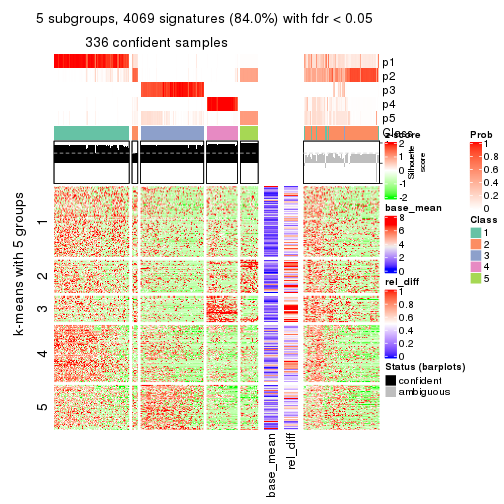 5 subgroups, 4069 signatures (84.0%) with fdr < 0.05
336 confident samples
p1
p2
p3
p4
p5
Class
z-score
2
1
0
-1
-2
Silhouette
score
Prob
1
0.8
0.6
0.4
0.2
0
Class
1
2
3
4
5
base_mean
8
6
4
2
0
rel_diff
1
0.8
0.6
0.4
0.2
0
Status (barplots)
confident
ambiguous
k-means with 5 groups
1
2
3
4
5
base_mean
rel_diff